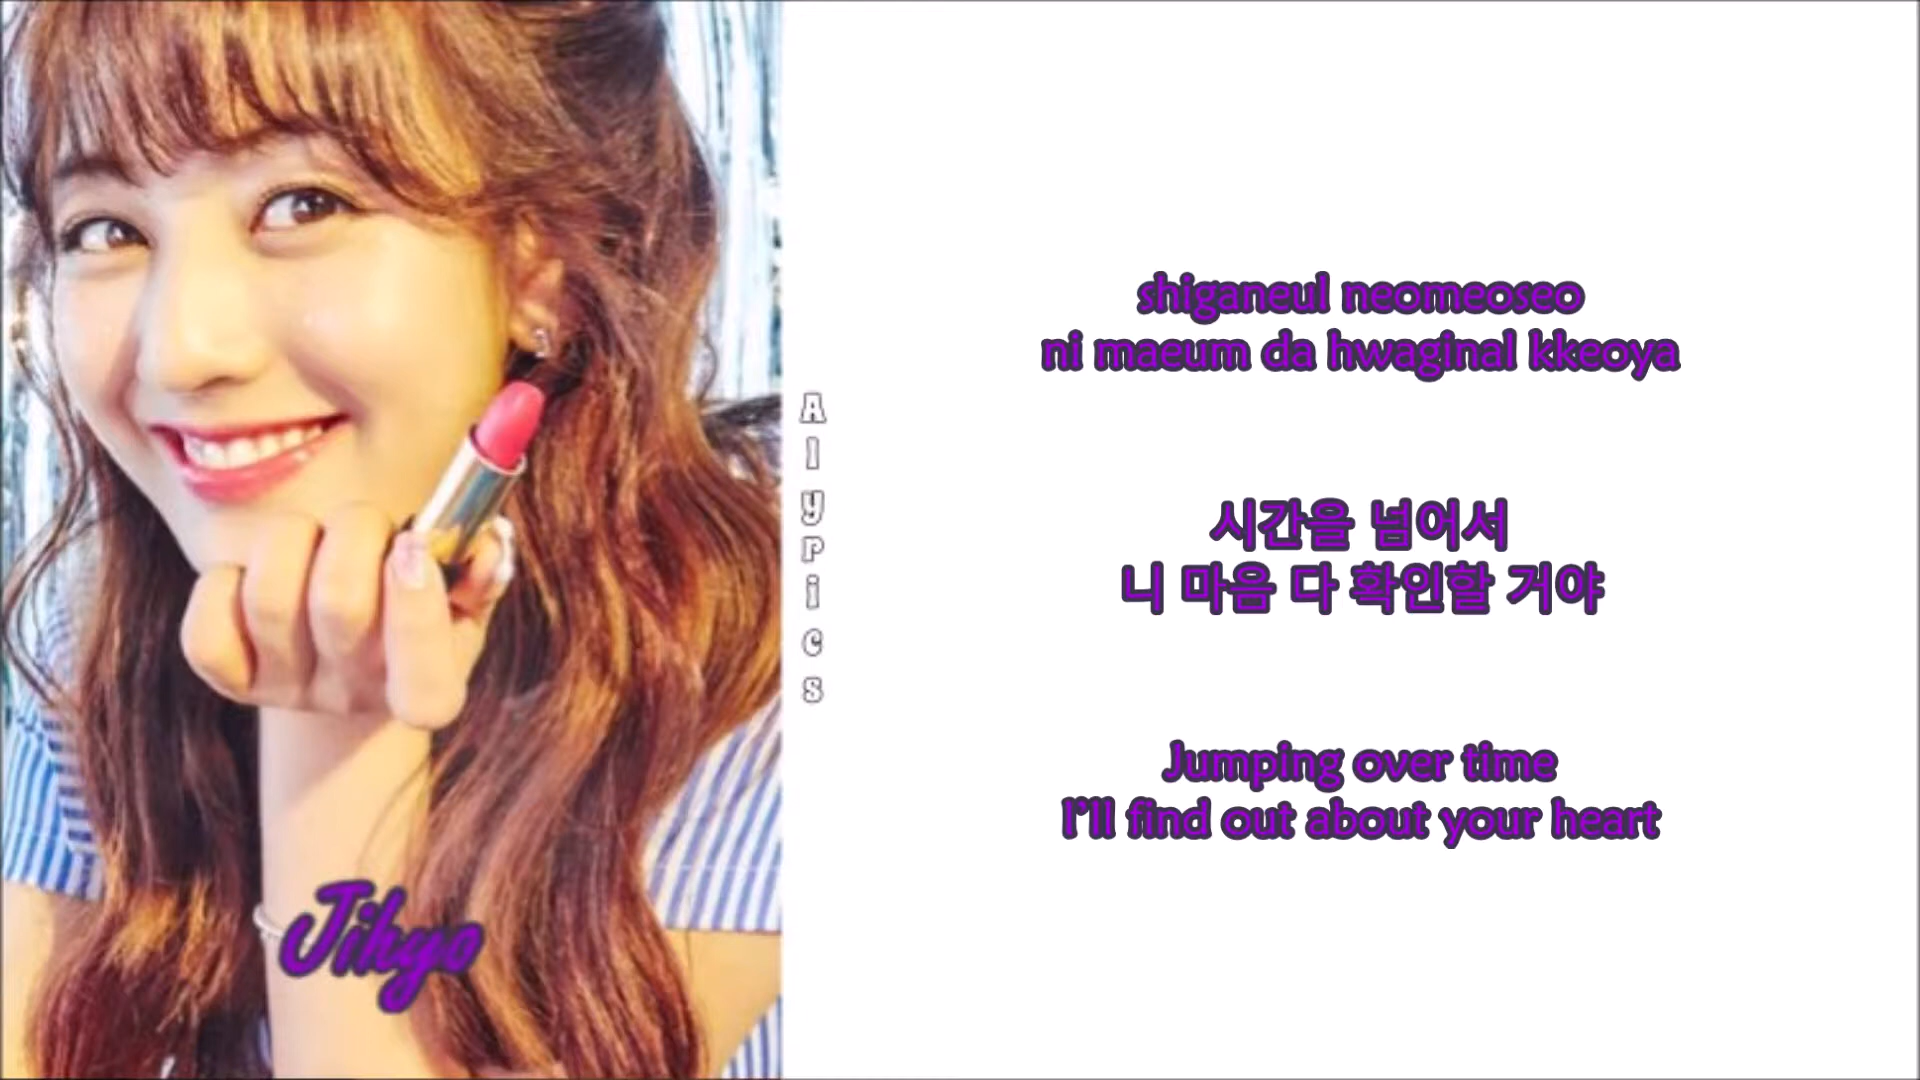 shiganeul neomeoseo
ni maeum da hwaginal kkeoya
시간을 넘어서
니 마음 다 확인할 거야
Jumping over time
I'll find out about your heart
Alyrics
Jihyo